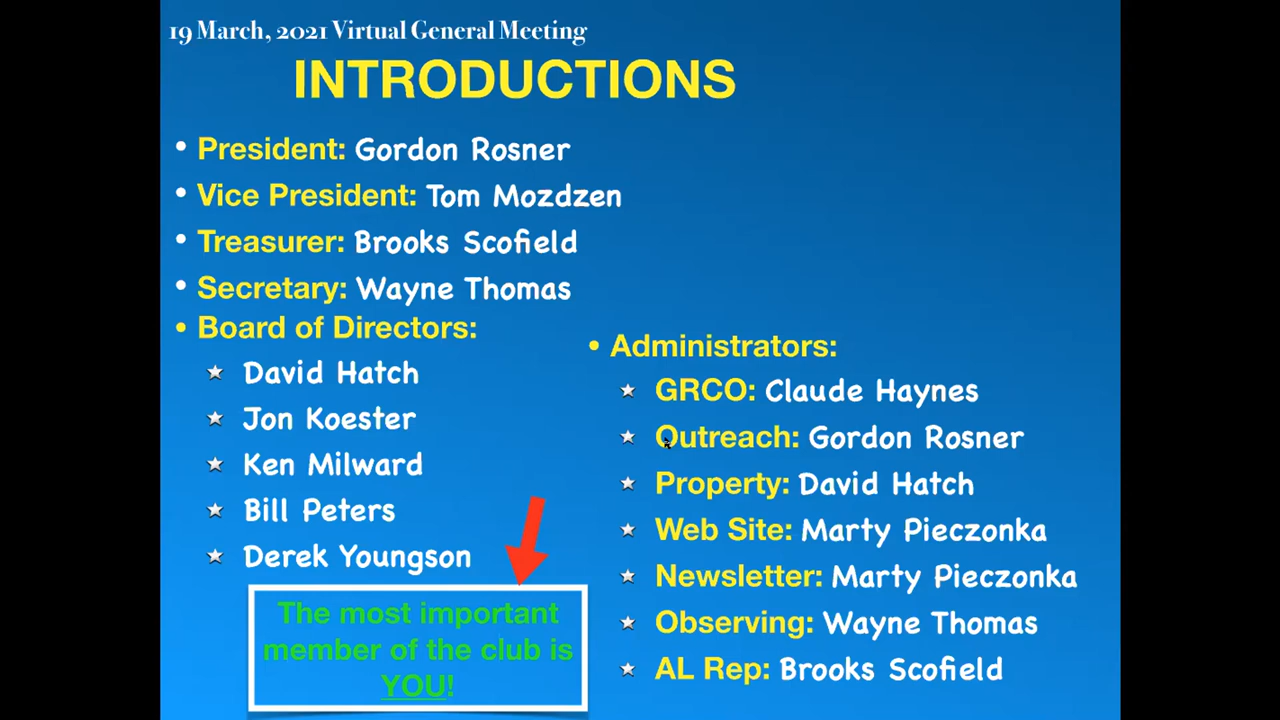 19 March, 2021 Virtual General Meeting
INTRODUCTIONS
• President: Gordon Rosner
• Vice President: Tom Mozdzen
• Treasurer: Brooks Scofield
• Secretary: Wayne Thomas
• Board of Directors:
★ David Hatch
★ Jon Koester
★ Ken Milward
★ Bill Peters
★ Derek Youngson
The most important
member of the club is
YOU!
• Administrators:
★ GRCO: Claude Haynes
★ Outreach: Gordon Rosner
★ Property: David Hatch
★ Web Site: Marty Pieczonka
★ Newsletter: Marty Pieczonka
★ Observing: Wayne Thomas
★ AL Rep: Brooks Scofield